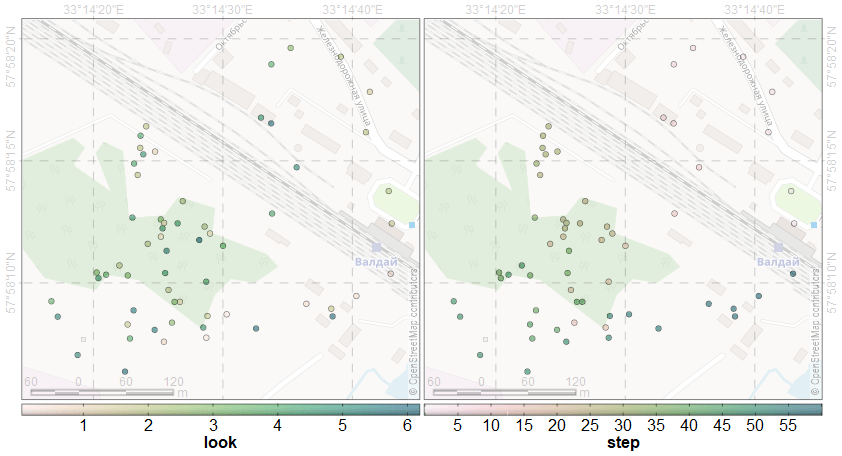 33°14'20"E 33°14'30"E 33°14'40"E 33°14'20"E 33°14'30"E 33°14'40"E
57°58'20"N 57°58'20"N
Октябрьс Октябрьс
Железнодорожная улица Железнодорожная улица
57°58'15"N 57°58'15"N
57°58'10"N 57°58'10"N
Валдай Валдай
© OpenStreetMap contributors © OpenStreetMap contributors
60 0 60 120 m 60 0 60 120 m
1 2 3 4 5 6 5 10 15 20 25 30 35 40 45 50 55
look step